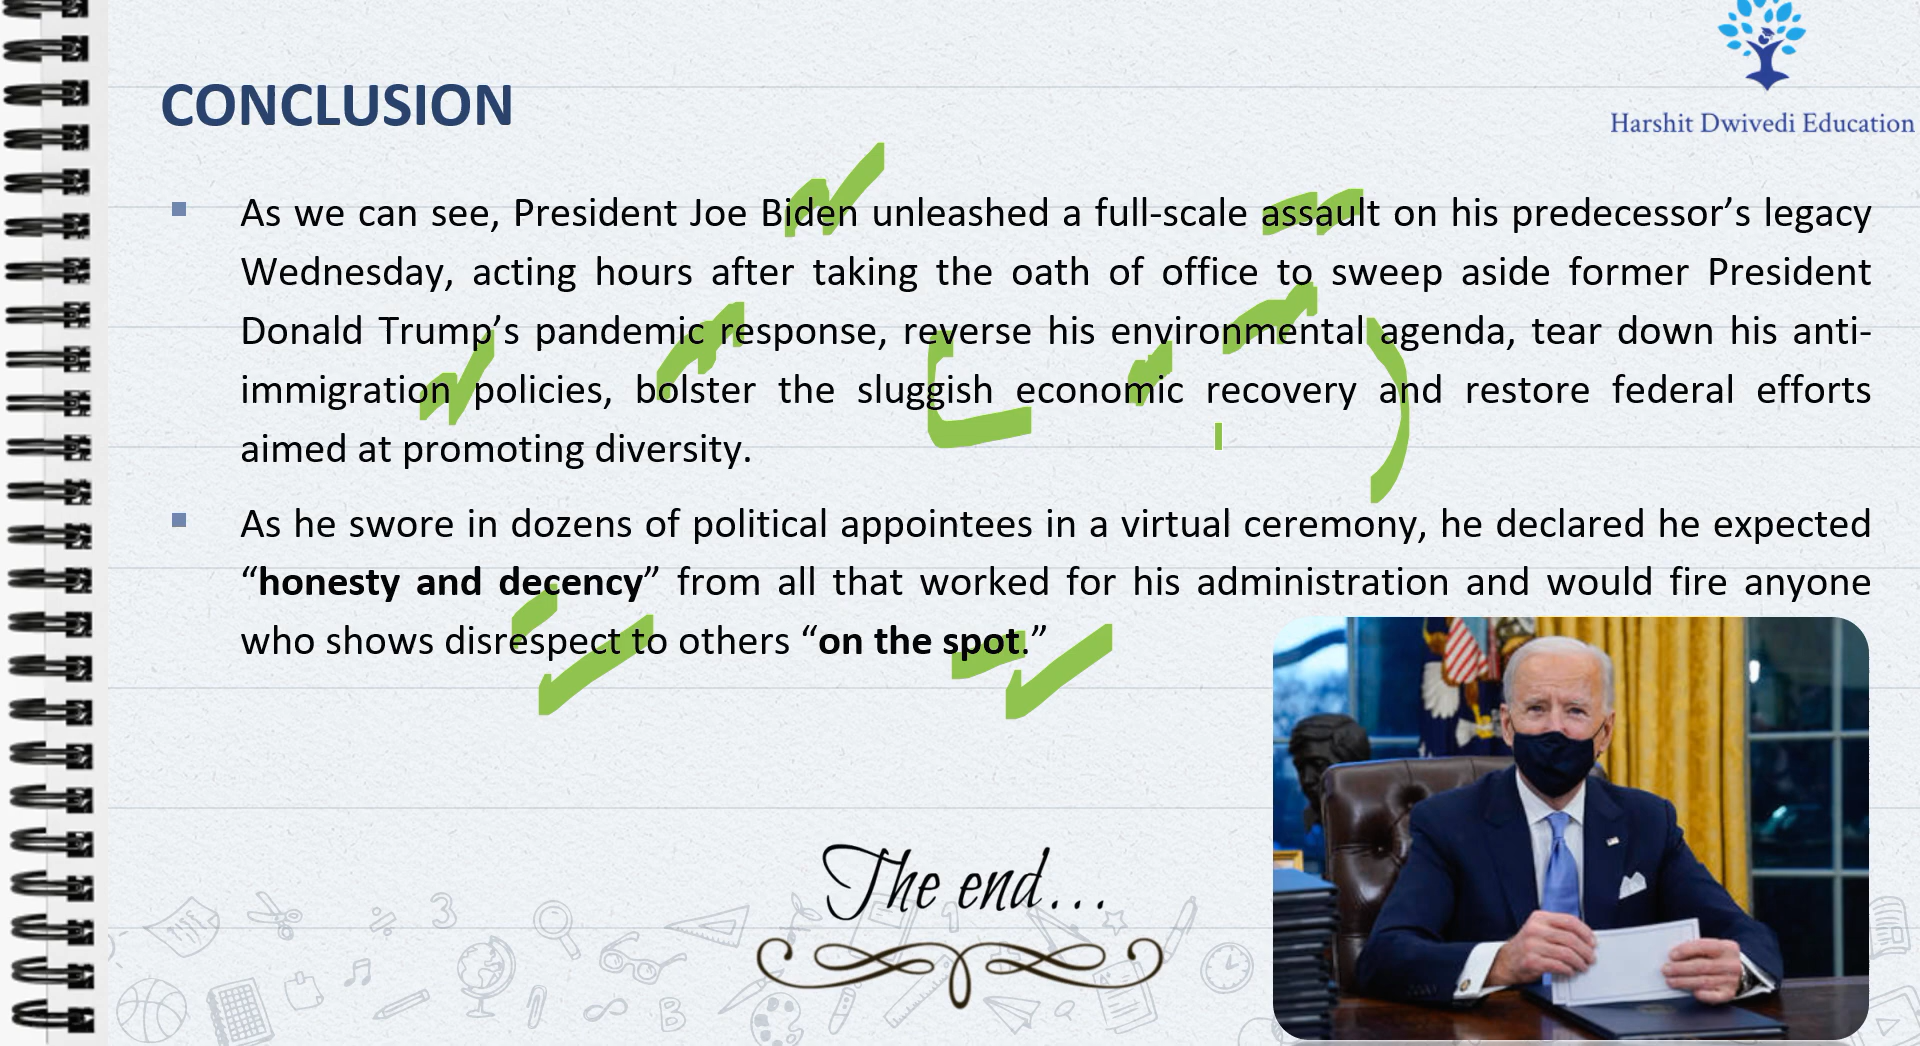 Harshit Dwivedi Education
CONCLUSION
As we can see, President Joe Biden unleashed a full-scale assault on his predecessor’s legacy
Wednesday, acting hours after taking the oath of office to sweep aside former President
Donald Trump’s pandemic response, reverse his environmental agenda, tear down his anti-
immigration policies, bolster the sluggish economic recovery and restore federal efforts
aimed at promoting diversity.
As he swore in dozens of political appointees in a virtual ceremony, he declared he expected
“honesty and decency” from all that worked for his administration and would fire anyone
who shows disrespect to others “on the spot.”
The end...